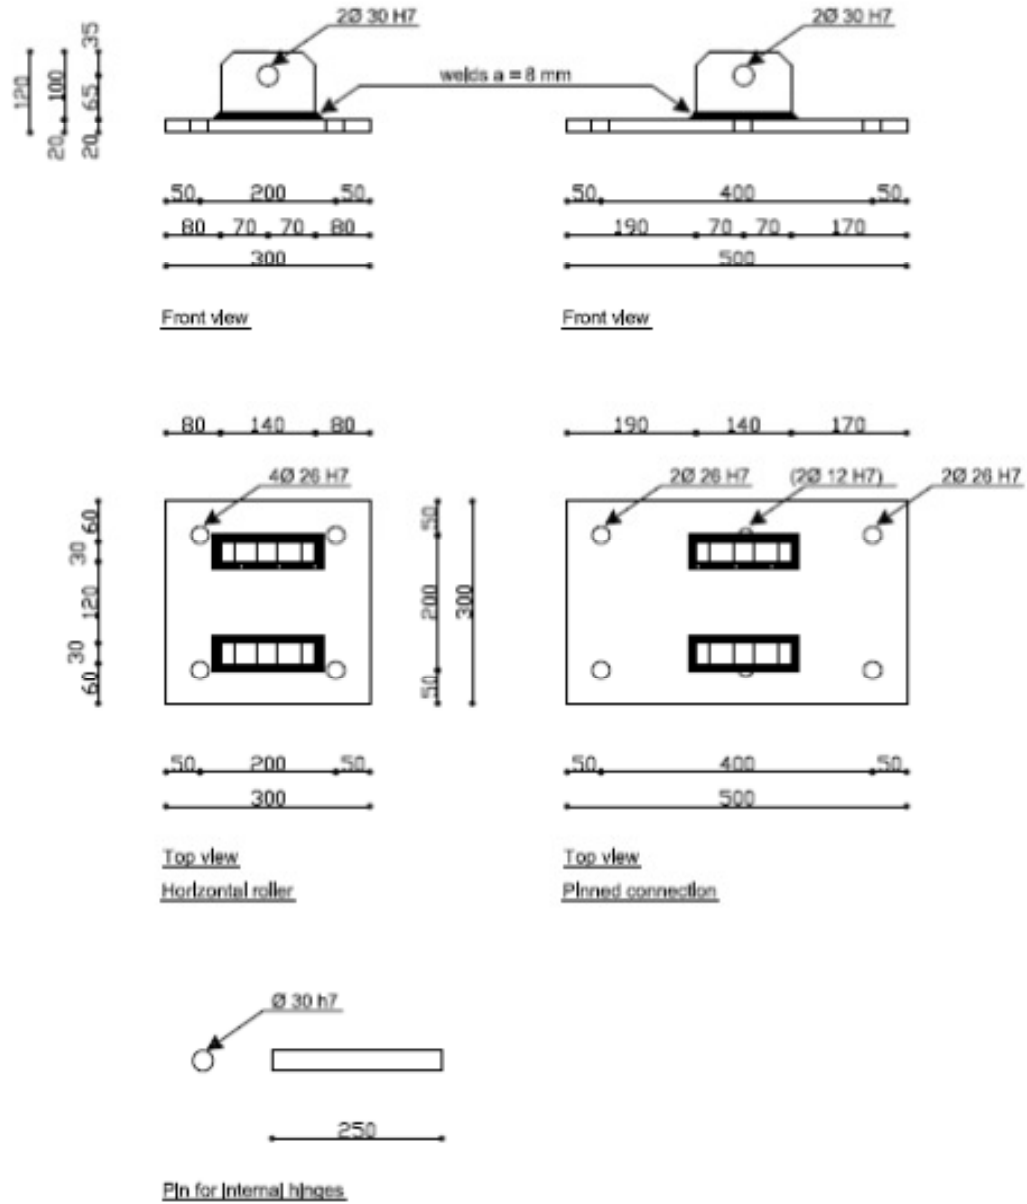 2Ø 30 H7
2Ø 30 H7
welds a = 8 mm
120
20
100
20
65
35
50 200 50
80 70 70 80
300
50 400 50
190 70 70 170
500
Front view
Front view
80 140 80
190 140 170
4Ø 26 H7
2Ø 26 H7
(2Ø 12 H7)
2Ø 26 H7
60
30
120
30
60
50
200
50
300
50 200 50
300
50 400 50
500
Top view
Horizontal roller
Top view
Pinned connection
Ø 30 h7
250
Pin for internal hinges